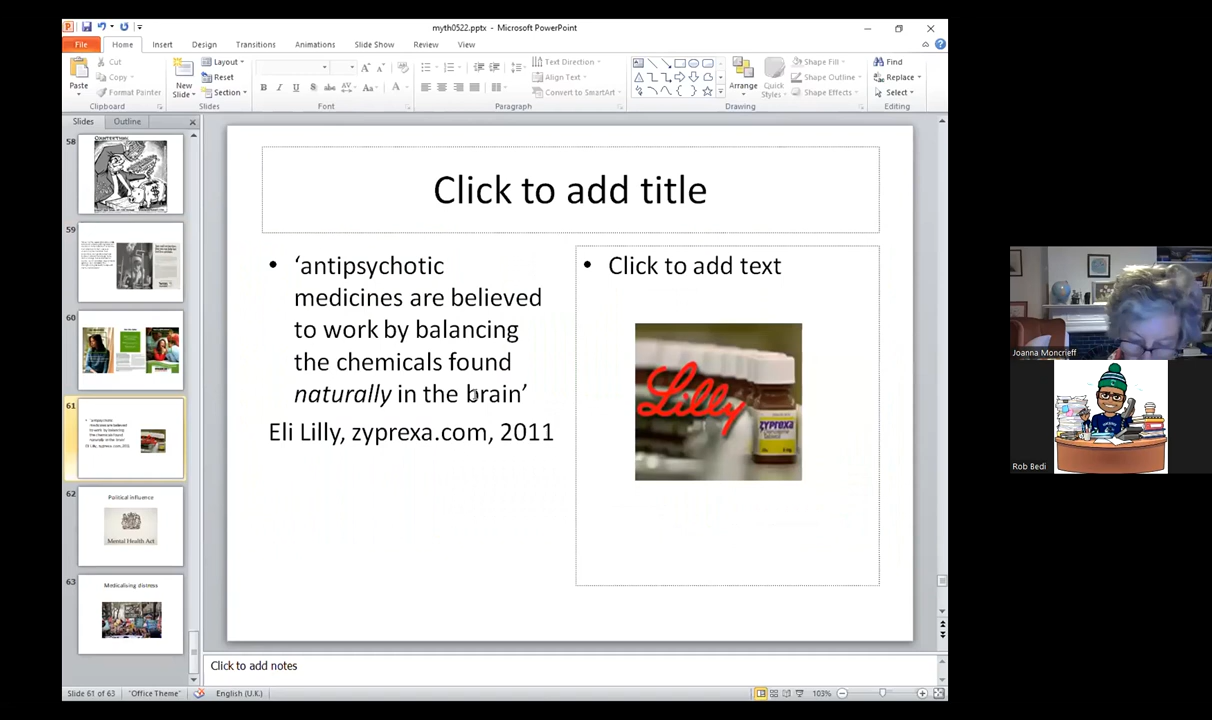 myth0522.pptx - Microsoft PowerPoint
File Home Insert Design Transitions Animations Slide Show Review View
Paste
Cut
Copy
Format Painter
Clipboard
New
Slide
Layout
Reset
Section
Slides
Font
Text Direction
Align Text
Convert to SmartArt
Paragraph
Arrange
Quick
Styles
Shape Fill
Shape Outline
Shape Effects
Drawing
Find
Replace
Select
Editing
Slides Outline
58
59
60
61
62
Political influence
Mental Health Act
63
Medicalising distress
Click to add title
• ‘antipsychotic
medicines are believed
to work by balancing
the chemicals found
naturally in the brain’
Eli Lilly, zyprexa.com, 2011
• Click to add text
Lilly
zyprexa
Click to add notes
Slide 61 of 63 "Office Theme" English (U.K.) 103%
Joanna Moncrieff
Rob Bedi